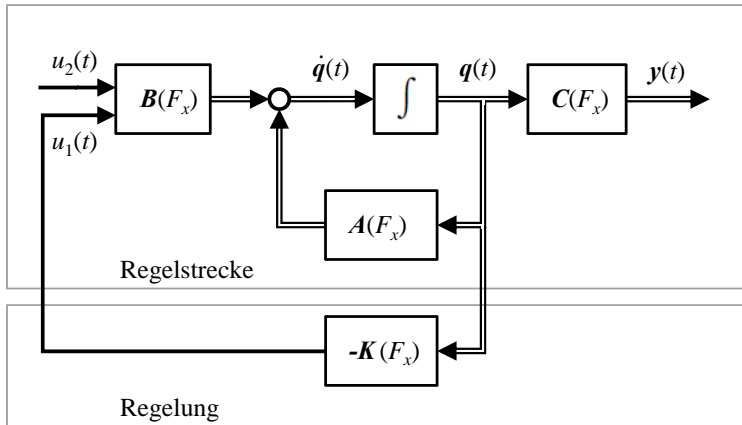 u₂(t)
B(Fₓ)
q̇(t)
∫
q(t)
C(Fₓ)
y(t)
u₁(t)
A(Fₓ)
Regelstrecke
-K (Fₓ)
Regelung